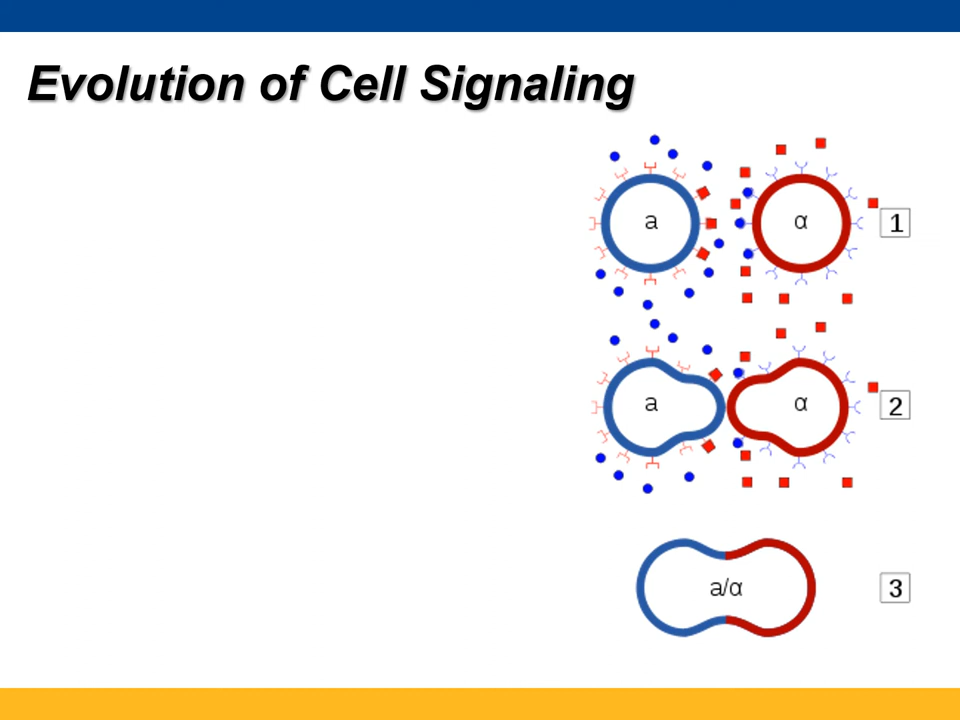 Evolution of Cell Signaling
a
α
1
a
α
2
a/α
3